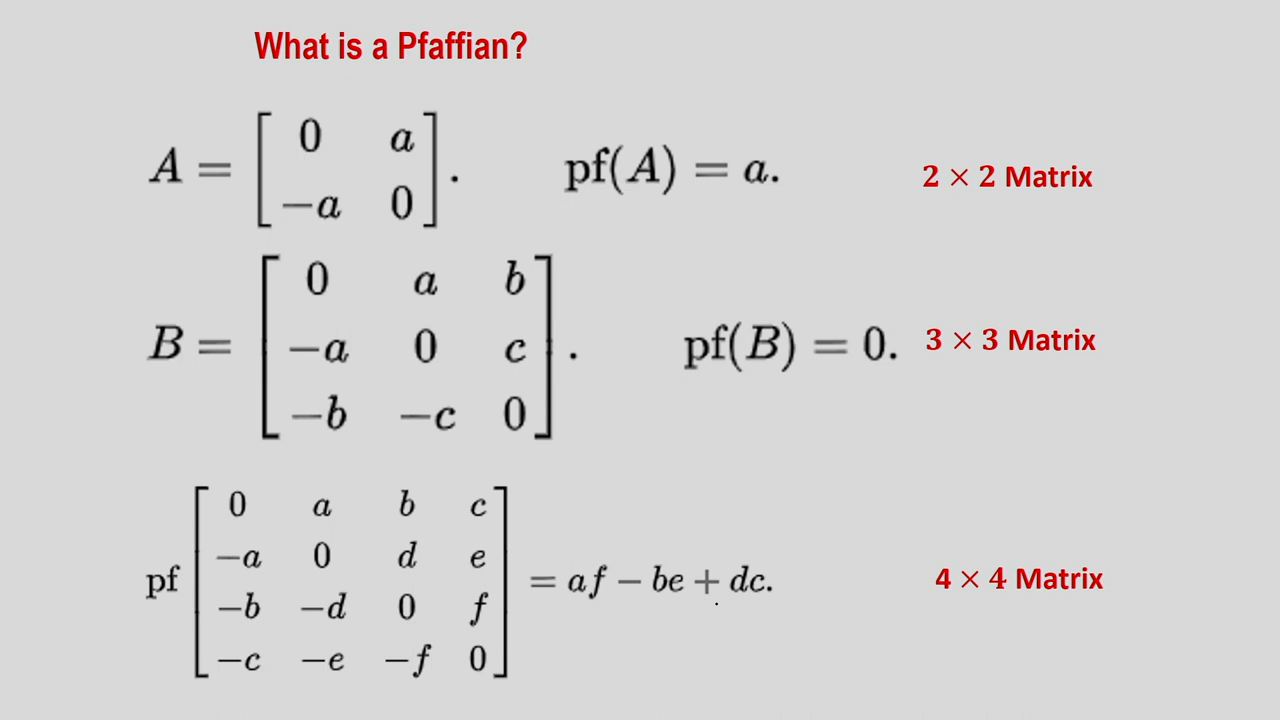 What is a Pfaffian?
A = [ 0 a ; −a 0 ] . pf(A) = a. 2 × 2 Matrix
B = [ 0 a b ; −a 0 c ; −b −c 0 ] . pf(B) = 0. 3 × 3 Matrix
pf [ 0 a b c ; −a 0 d e ; −b −d 0 f ; −c −e −f 0 ] = af − be + dc. 4 × 4 Matrix